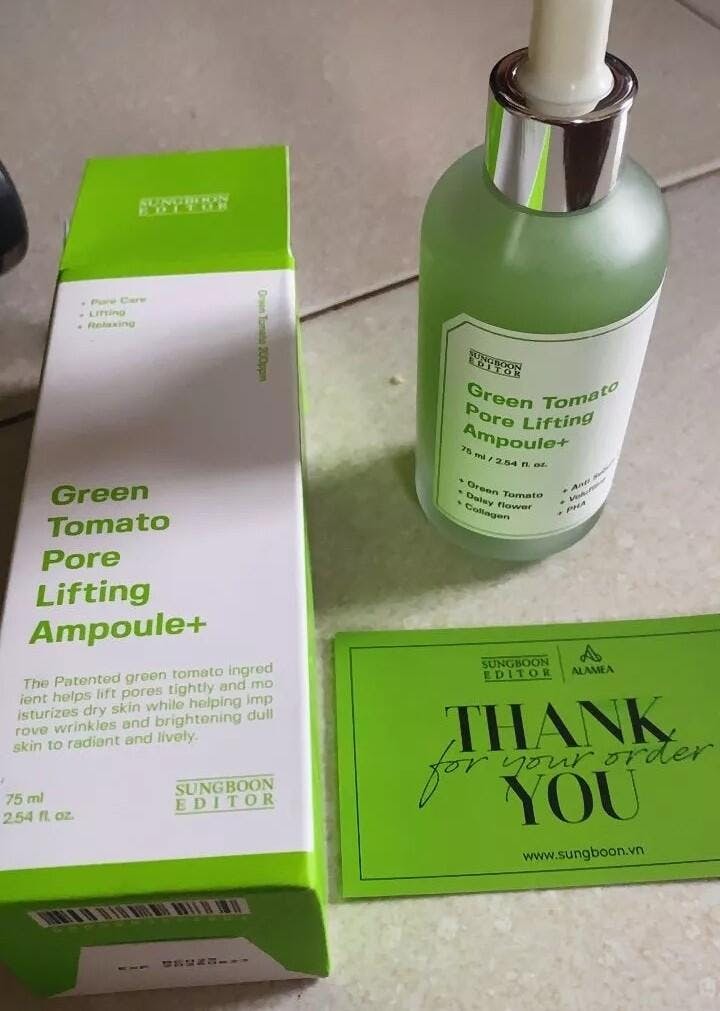 SUNGBOON
EDITOR
• Pore Care
• Lifting
• Relaxing
Green Tomato 200ppm
Green
Tomato
Pore
Lifting
Ampoule+
The Patented green tomato ingred
ient helps lift pores tightly and mo
isturizes dry skin while helping imp
rove wrinkles and brightening dull
skin to radiant and lively.
75 ml
2.54 fl. oz.
SUNGBOON
EDITOR
SUNGBOON
EDITOR
Green Tomato
Pore Lifting
Ampoule+
75 ml / 2.54 fl. oz.
+ Green Tomato
+ Daisy flower
+ Collagen
+ Anti
+ PHA
SUNGBOON
EDITOR
ALAMEA
THANK
for your order
YOU
www.sungboon.vn